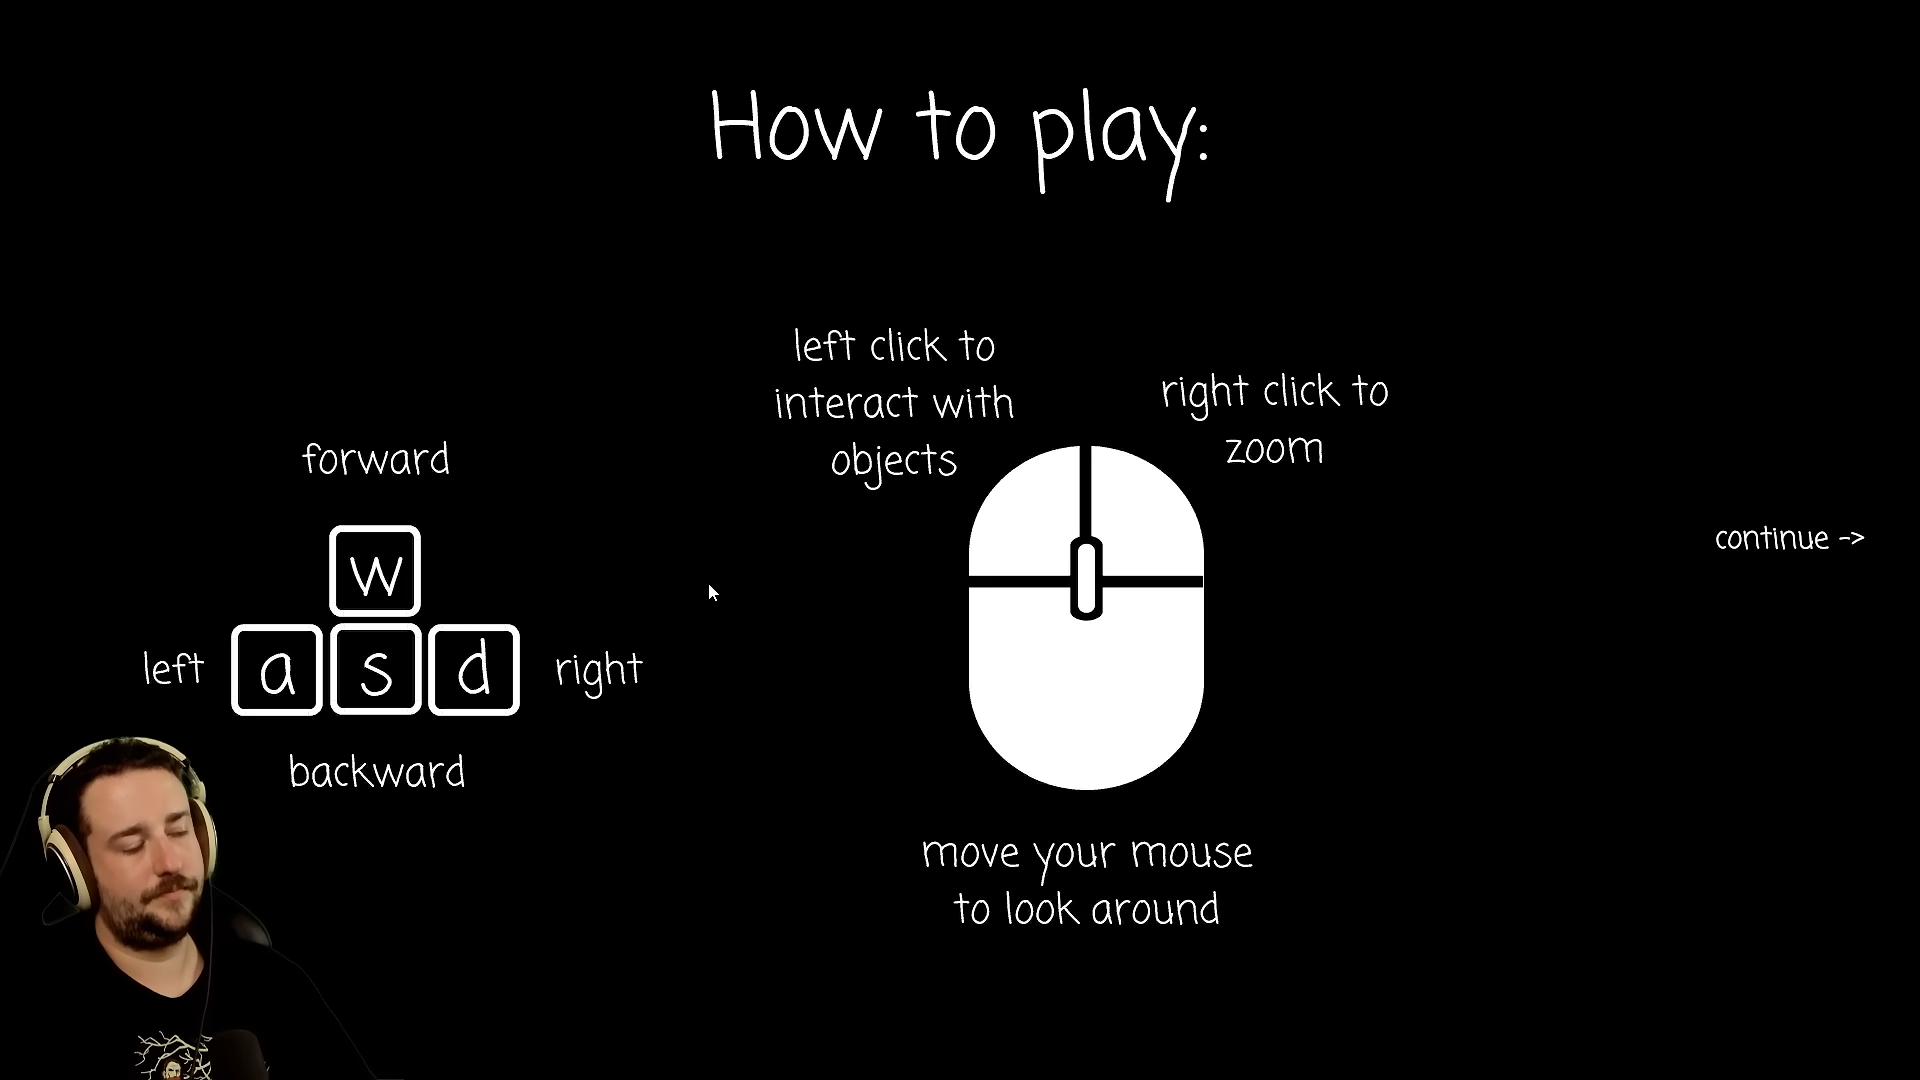 How to play:
left click to
interact with
objects
right click to
zoom
forward
w
left
a
s
d
right
backward
continue ->
move your mouse
to look around